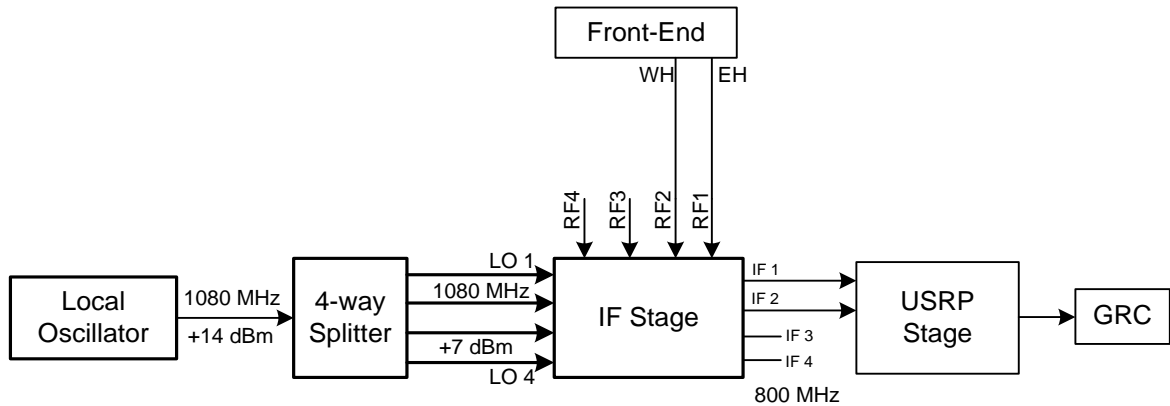 Front-End
WH
EH
RF4
RF3
RF2
RF1
Local
Oscillator
1080 MHz
+14 dBm
4-way
Splitter
LO 1
1080 MHz
+7 dBm
LO 4
IF Stage
IF 1
IF 2
IF 3
IF 4
800 MHz
USRP
Stage
GRC